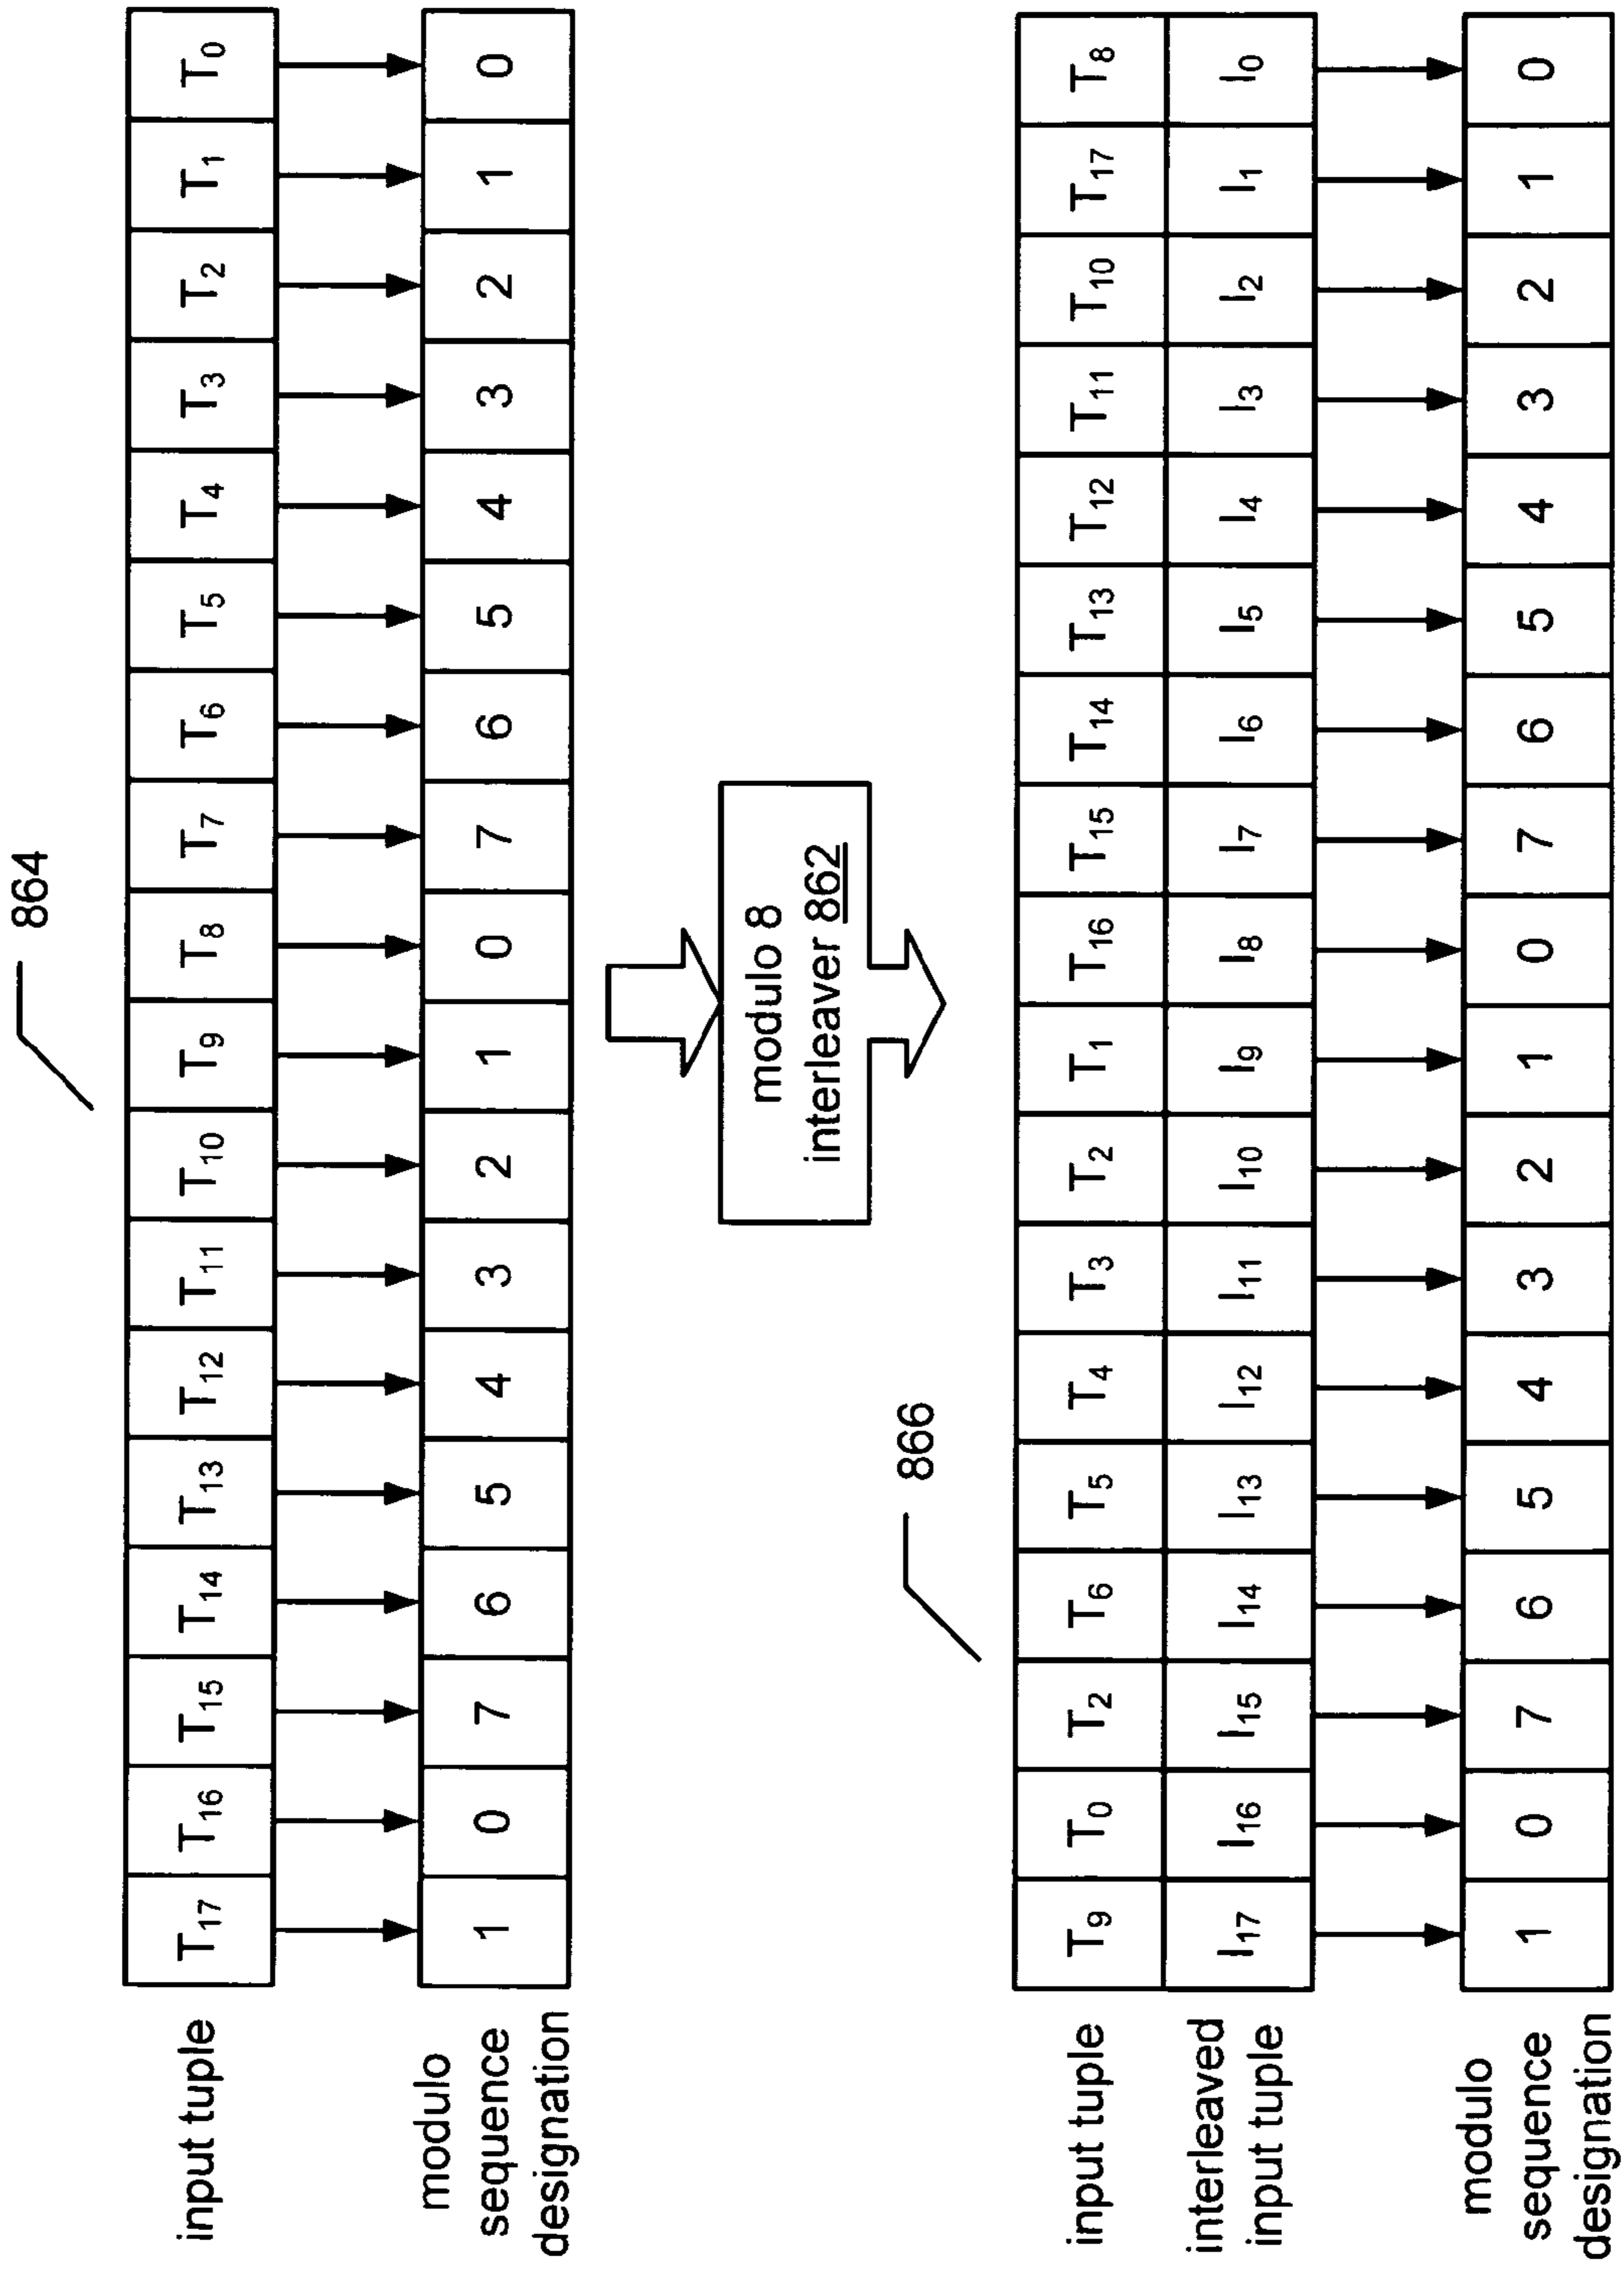 864
input tuple T₁₇ T₁₆ T₁₅ T₁₄ T₁₃ T₁₂ T₁₁ T₁₀ T₉ T₈ T₇ T₆ T₅ T₄ T₃ T₂ T₁ T₀
modulo
sequence 1 0 7 6 5 4 3 2 1 0 7 6 5 4 3 2 1 0
designation
modulo 8
interleaver 862
866
input tuple T₉ T₀ T₂ T₆ T₅ T₄ T₃ T₂ T₁ T₁₆ T₁₅ T₁₄ T₁₃ T₁₂ T₁₁ T₁₀ T₁₇ T₈
interleaved
input tuple I₁₇ I₁₆ I₁₅ I₁₄ I₁₃ I₁₂ I₁₁ I₁₀ I₉ I₈ I₇ I₆ I₅ I₄ I₃ I₂ I₁ I₀
modulo
sequence 1 0 7 6 5 4 3 2 1 0 7 6 5 4 3 2 1 0
designation